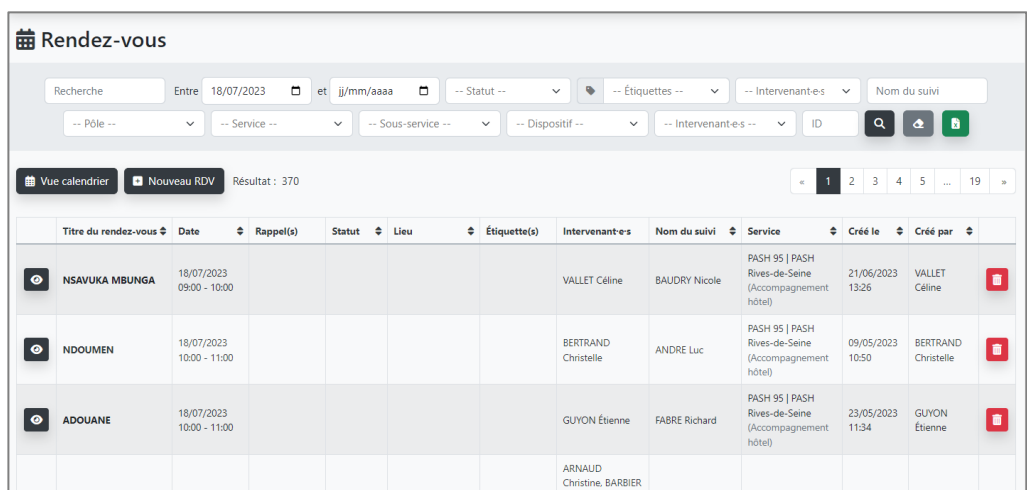 Rendez-vous
Recherche Entre 18/07/2023 et jj/mm/aaaa -- Statut -- -- Étiquettes -- -- Intervenant·e·s Nom du suivi
-- Pôle -- -- Service -- -- Sous-service -- -- Dispositif -- -- Intervenant·e·s -- ID
Vue calendrier Nouveau RDV Résultat : 370 « 1 2 3 4 5 ... 19 »
Titre du rendez-vous Date Rappel(s) Statut Lieu Étiquette(s) Intervenant·e·s Nom du suivi Service Créé le Créé par
NSAVUKA MBUNGA
18/07/2023
09:00 - 10:00
VALLET Céline
BAUDRY Nicole
PASH 95 | PASH
Rives-de-Seine
(Accompagnement
hôtel)
21/06/2023
13:26
VALLET
Céline
NDOUMEN
18/07/2023
10:00 - 11:00
BERTRAND
Christelle
ANDRE Luc
PASH 95 | PASH
Rives-de-Seine
(Accompagnement
hôtel)
09/05/2023
10:50
BERTRAND
Christelle
ADOUANE
18/07/2023
10:00 - 11:00
GUYON Étienne
FABRE Richard
PASH 95 | PASH
Rives-de-Seine
(Accompagnement
hôtel)
23/05/2023
11:34
GUYON
Étienne
ARNAUD
Christine, BARBIER